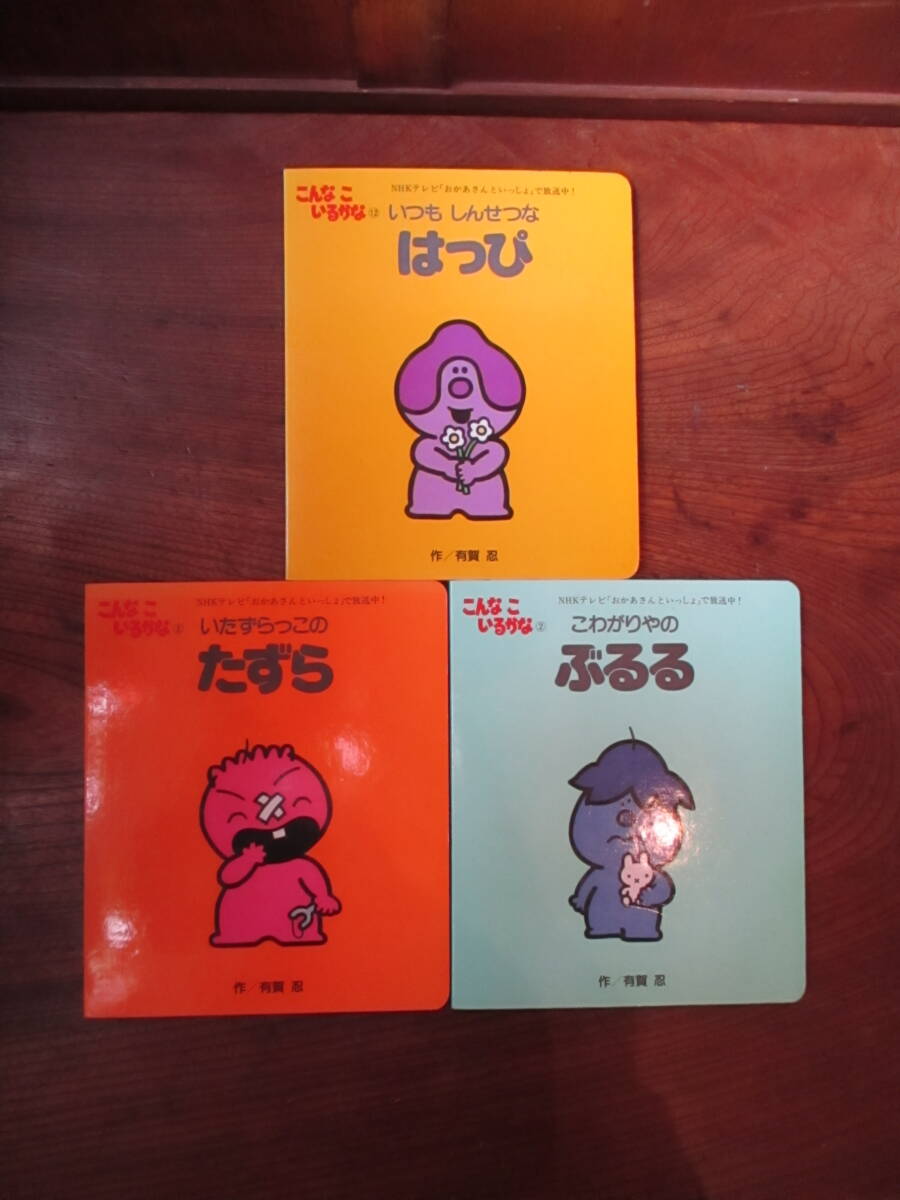 NHKテレビ「おかあさんといっしょ」で放送中！
こんな こ
いるかな⑫
いつも しんせつな
はっぴ
作／有賀 忍
NHKテレビ「おかあさんといっしょ」で放送中！
こんな こ
いるかな①
いたずらっこの
たずら
作／有賀 忍
NHKテレビ「おかあさんといっしょ」で放送中！
こんな こ
いるかな②
こわがりやの
ぶるる
作／有賀 忍